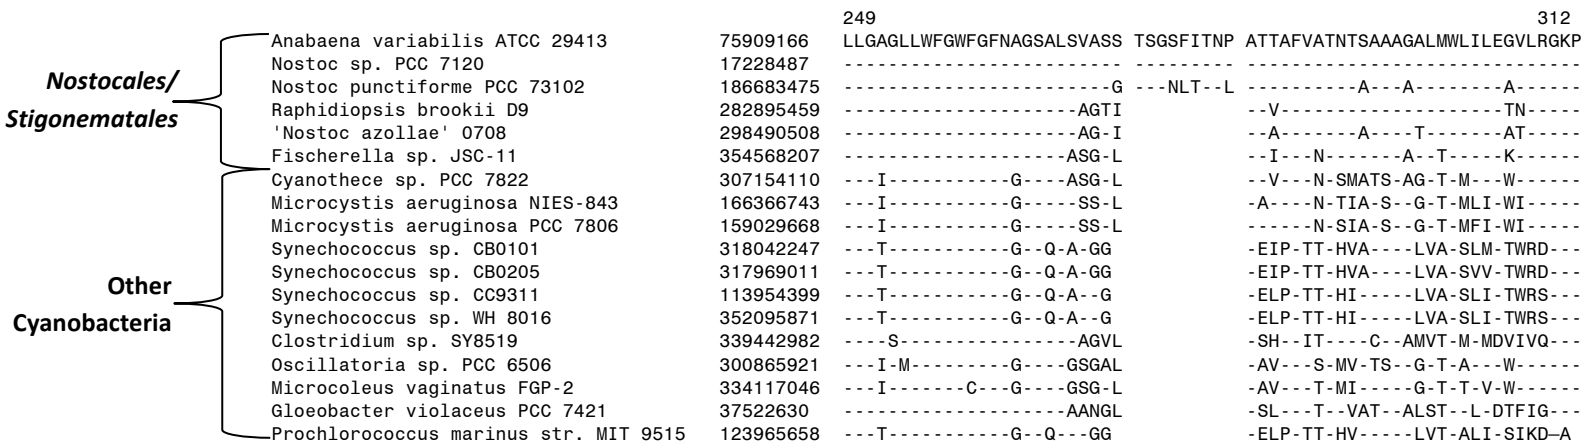 249 312
Anabaena variabilis ATCC 29413 75909166 LLGAGLLWFGWFGFNAGSALSVASS TSGSFITNP ATTAFVATNTSAAAGALMWLILEGVLRGKP
Nostoc sp. PCC 7120 17228487 ------------------------- --------- ------------------------------
Nostocales/ Nostoc punctiforme PCC 73102 186683475 ------------------------G ---NLT--L ----------A---A--------A------
Stigonematales Raphidiopsis brookii D9 282895459 ---------------------AGTI --V---------------------TN----
'Nostoc azollae' 0708 298490508 ---------------------AG-I --A-------A----T-------AT-----
Fischerella sp. JSC-11 354568207 --------------------ASG-L --I---N-------A--T-----K------
Cyanothece sp. PCC 7822 307154110 ---I-----------G----ASG-L --V---N-SMATS-AG-T-M---W------
Microcystis aeruginosa NIES-843 166366743 ---I-----------G-----SS-L -A----N-TIA-S--G-T-MLI-WI-----
Microcystis aeruginosa PCC 7806 159029668 ---I-----------G-----SS-L ------N-SIA-S--G-T-MFI-WI-----
Synechococcus sp. CB0101 318042247 ---T-----------G--Q-A-GG -EIP-TT-HVA----LVA-SLM-TWRD---
Synechococcus sp. CB0205 317969011 ---T-----------G--Q-A-GG -EIP-TT-HVA----LVA-SVV-TWRD---
Other Synechococcus sp. CC9311 113954399 ---T-----------G--Q-A--G -ELP-TT-HI-----LVA-SLI-TWRS---
Cyanobacteria Synechococcus sp. WH 8016 352095871 ---T-----------G--Q-A--G -ELP-TT-HI-----LVA-SLI-TWRS---
Clostridium sp. SY8519 339442982 ----S----------------AGVL -SH--IT----C--AMVT-M-MDVIVQ---
Oscillatoria sp. PCC 6506 300865921 ---I-M---------G----GSGAL -AV---S-MV-TS--G-T-A---W------
Microcoleus vaginatus FGP-2 334117046 ---I-------C---G----GSG-L -AV---T-MI-----G-T-T-V-W------
Gloeobacter violaceus PCC 7421 37522630 --------------------AANGL -SL---T--VAT--ALST--L-DTFIG---
Prochlorococcus marinus str. MIT 9515 123965658 ---T-----------G--Q---GG -ELP-TT-HV-----LVT-ALI-SIKD–A